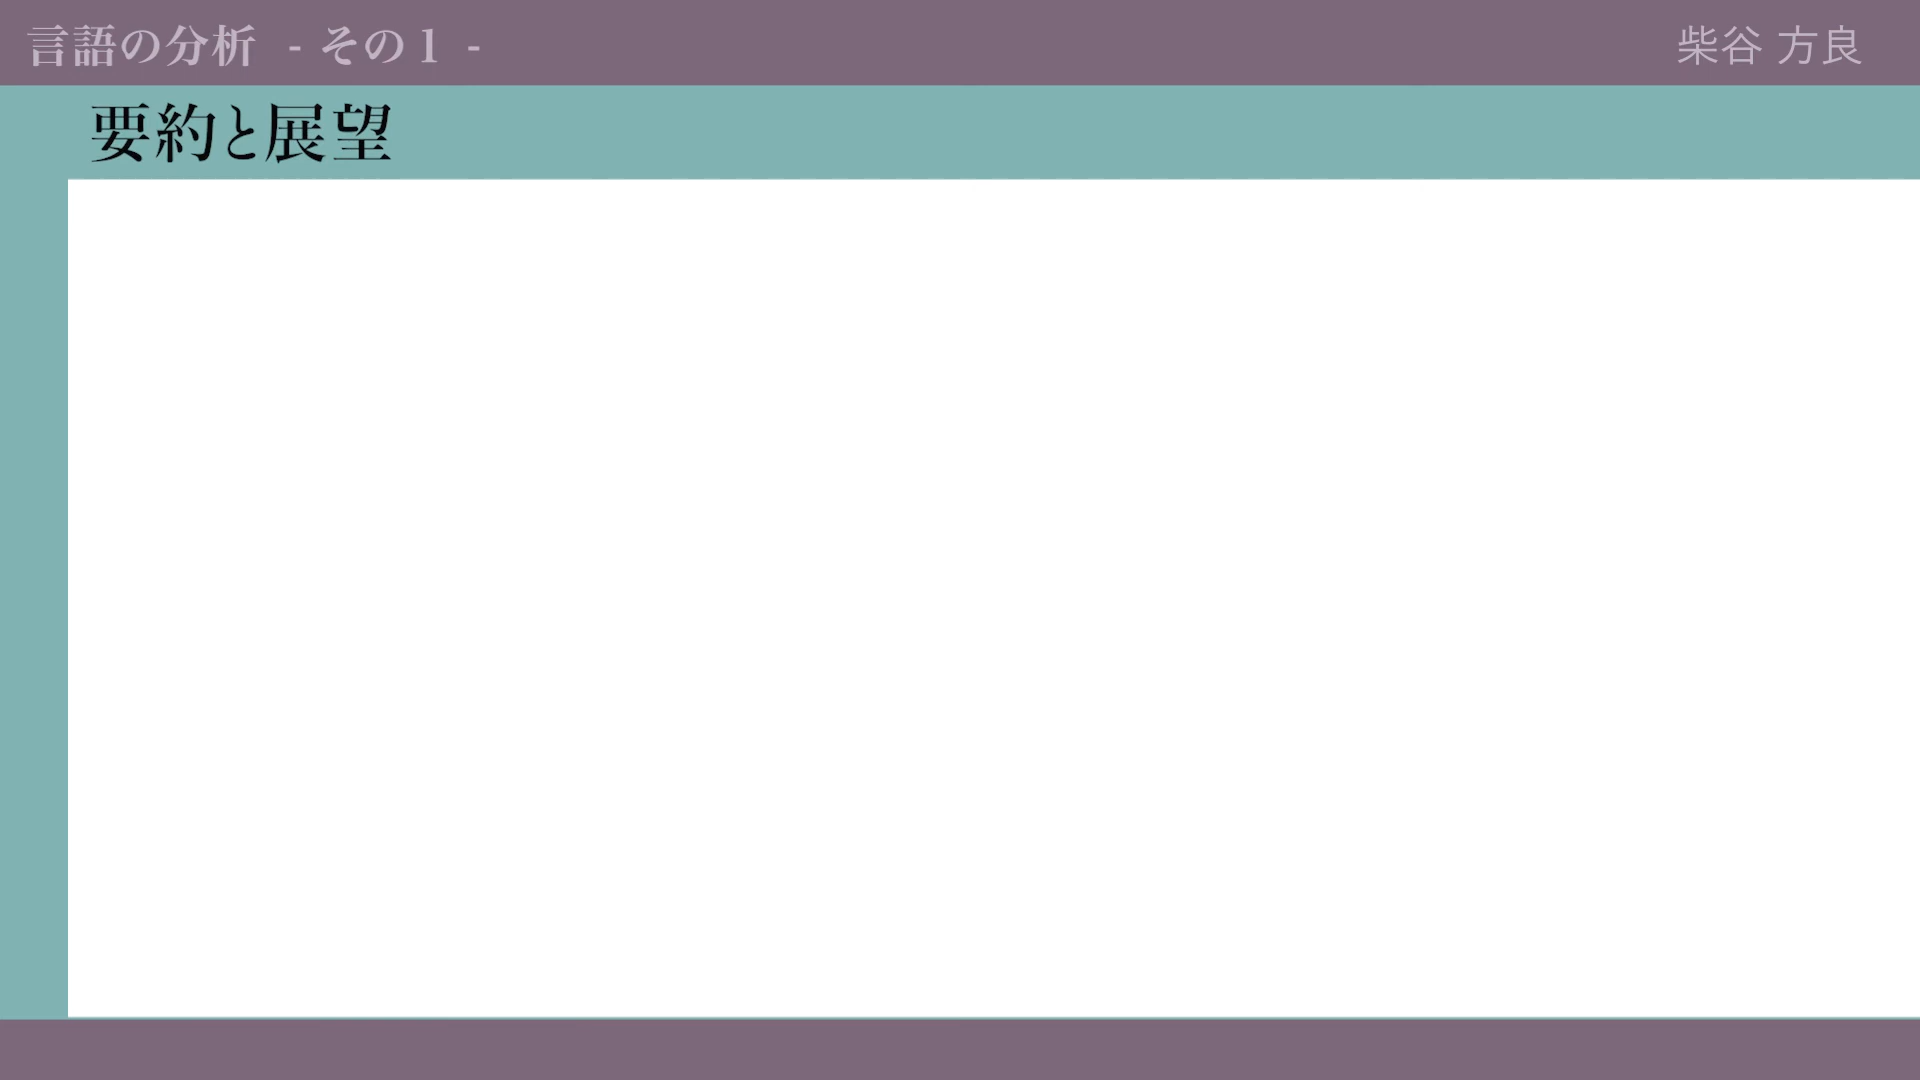 言語の分析 - その１ -
柴谷 方良
要約と展望